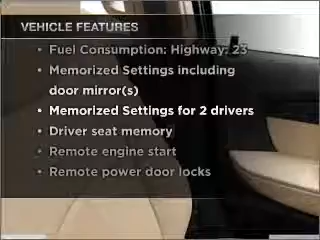 VEHICLE FEATURES
• Fuel Consumption: Highway: 23
• Memorized Settings including
door mirror(s)
• Memorized Settings for 2 drivers
• Driver seat memory
• Remote engine start
• Remote power door locks